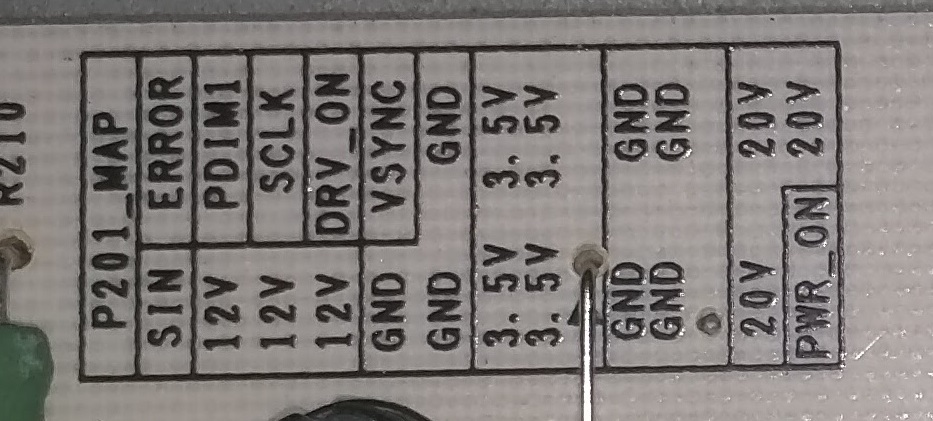 R210
P201_MAP
SIN ERROR
12V PDIM1
12V SCLK
12V DRV_ON
GND VSYNC
GND GND
3.5V 3.5V
3.5V 3.5V
GND GND
GND GND
20V 20V
PWR_ON 20V